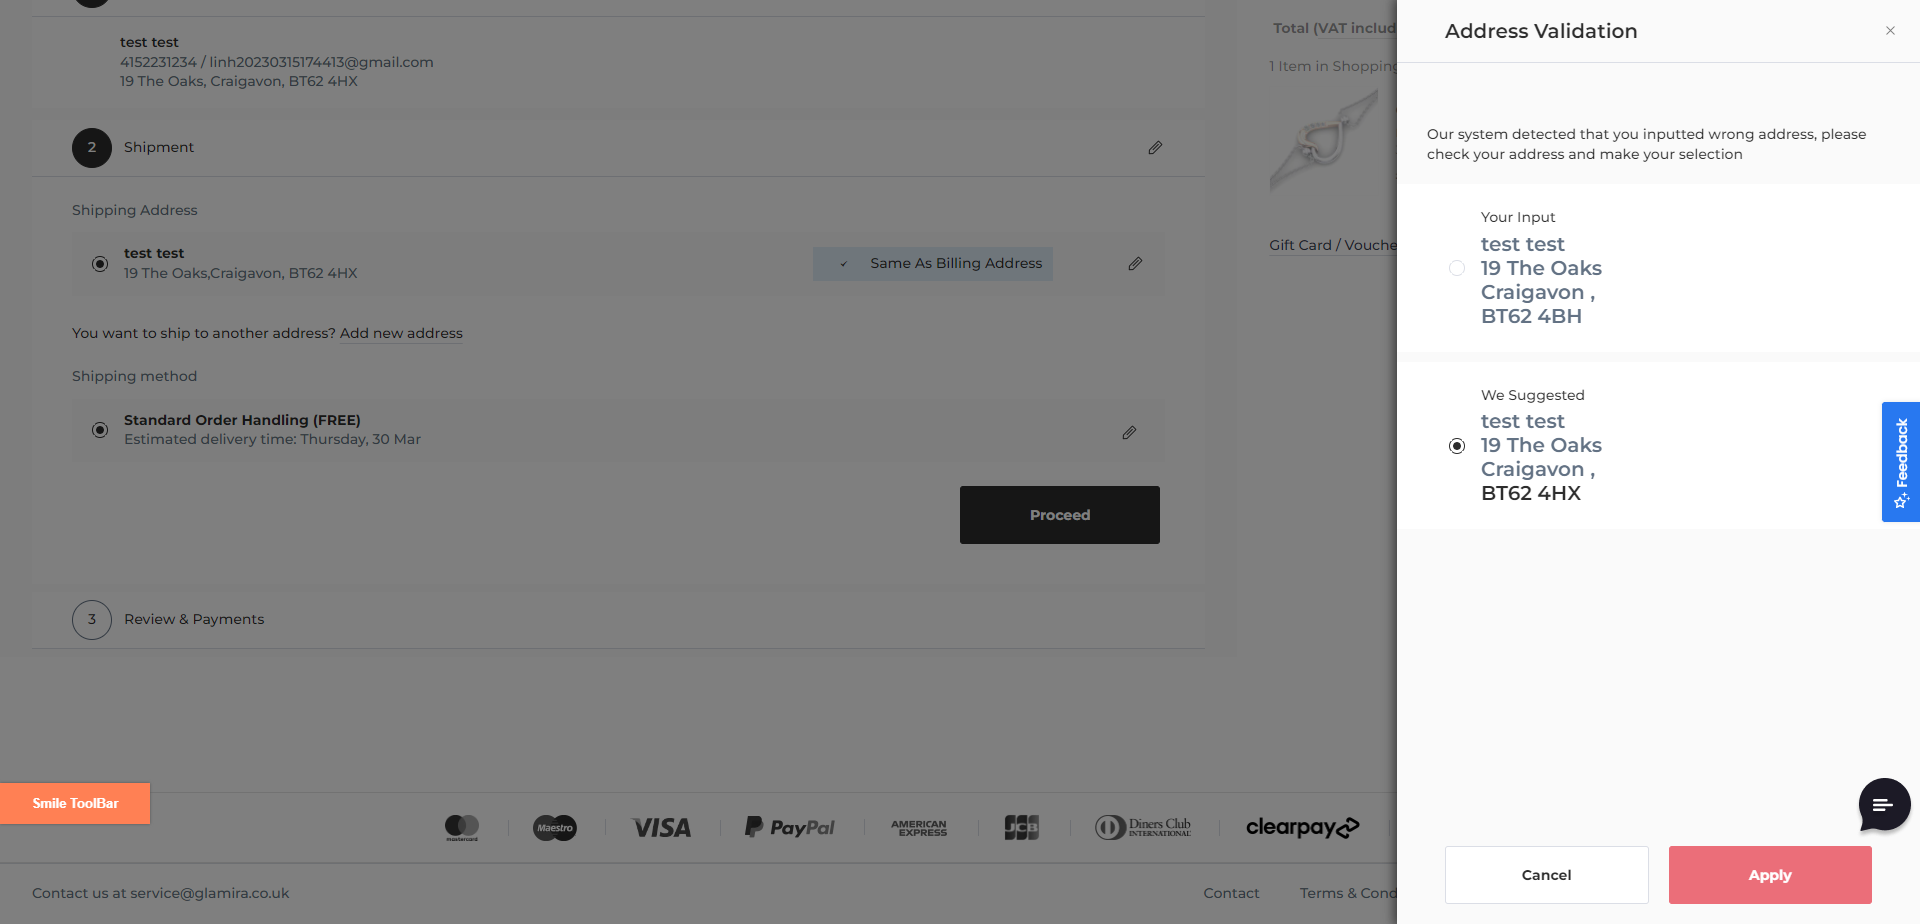 test test
4152231234 / linh20230315174413@gmail.com
19 The Oaks, Craigavon, BT62 4HX
2 Shipment
Shipping Address
test test
19 The Oaks,Craigavon, BT62 4HX
Same As Billing Address
You want to ship to another address? Add new address
Shipping method
Standard Order Handling (FREE)
Estimated delivery time: Thursday, 30 Mar
Proceed
3 Review & Payments
Total (VAT includ
1 Item in Shopping
Gift Card / Vouche
Address Validation
Our system detected that you inputted wrong address, please
check your address and make your selection
Your Input
test test
19 The Oaks
Craigavon ,
BT62 4BH
We Suggested
test test
19 The Oaks
Craigavon ,
BT62 4HX
Feedback
Cancel
Apply
Smile ToolBar
mastercard
Maestro
VISA
PayPal
AMERICAN
EXPRESS
JCB
Diners Club
INTERNATIONAL
clearpay
Contact us at service@glamira.co.uk
Contact
Terms & Cond